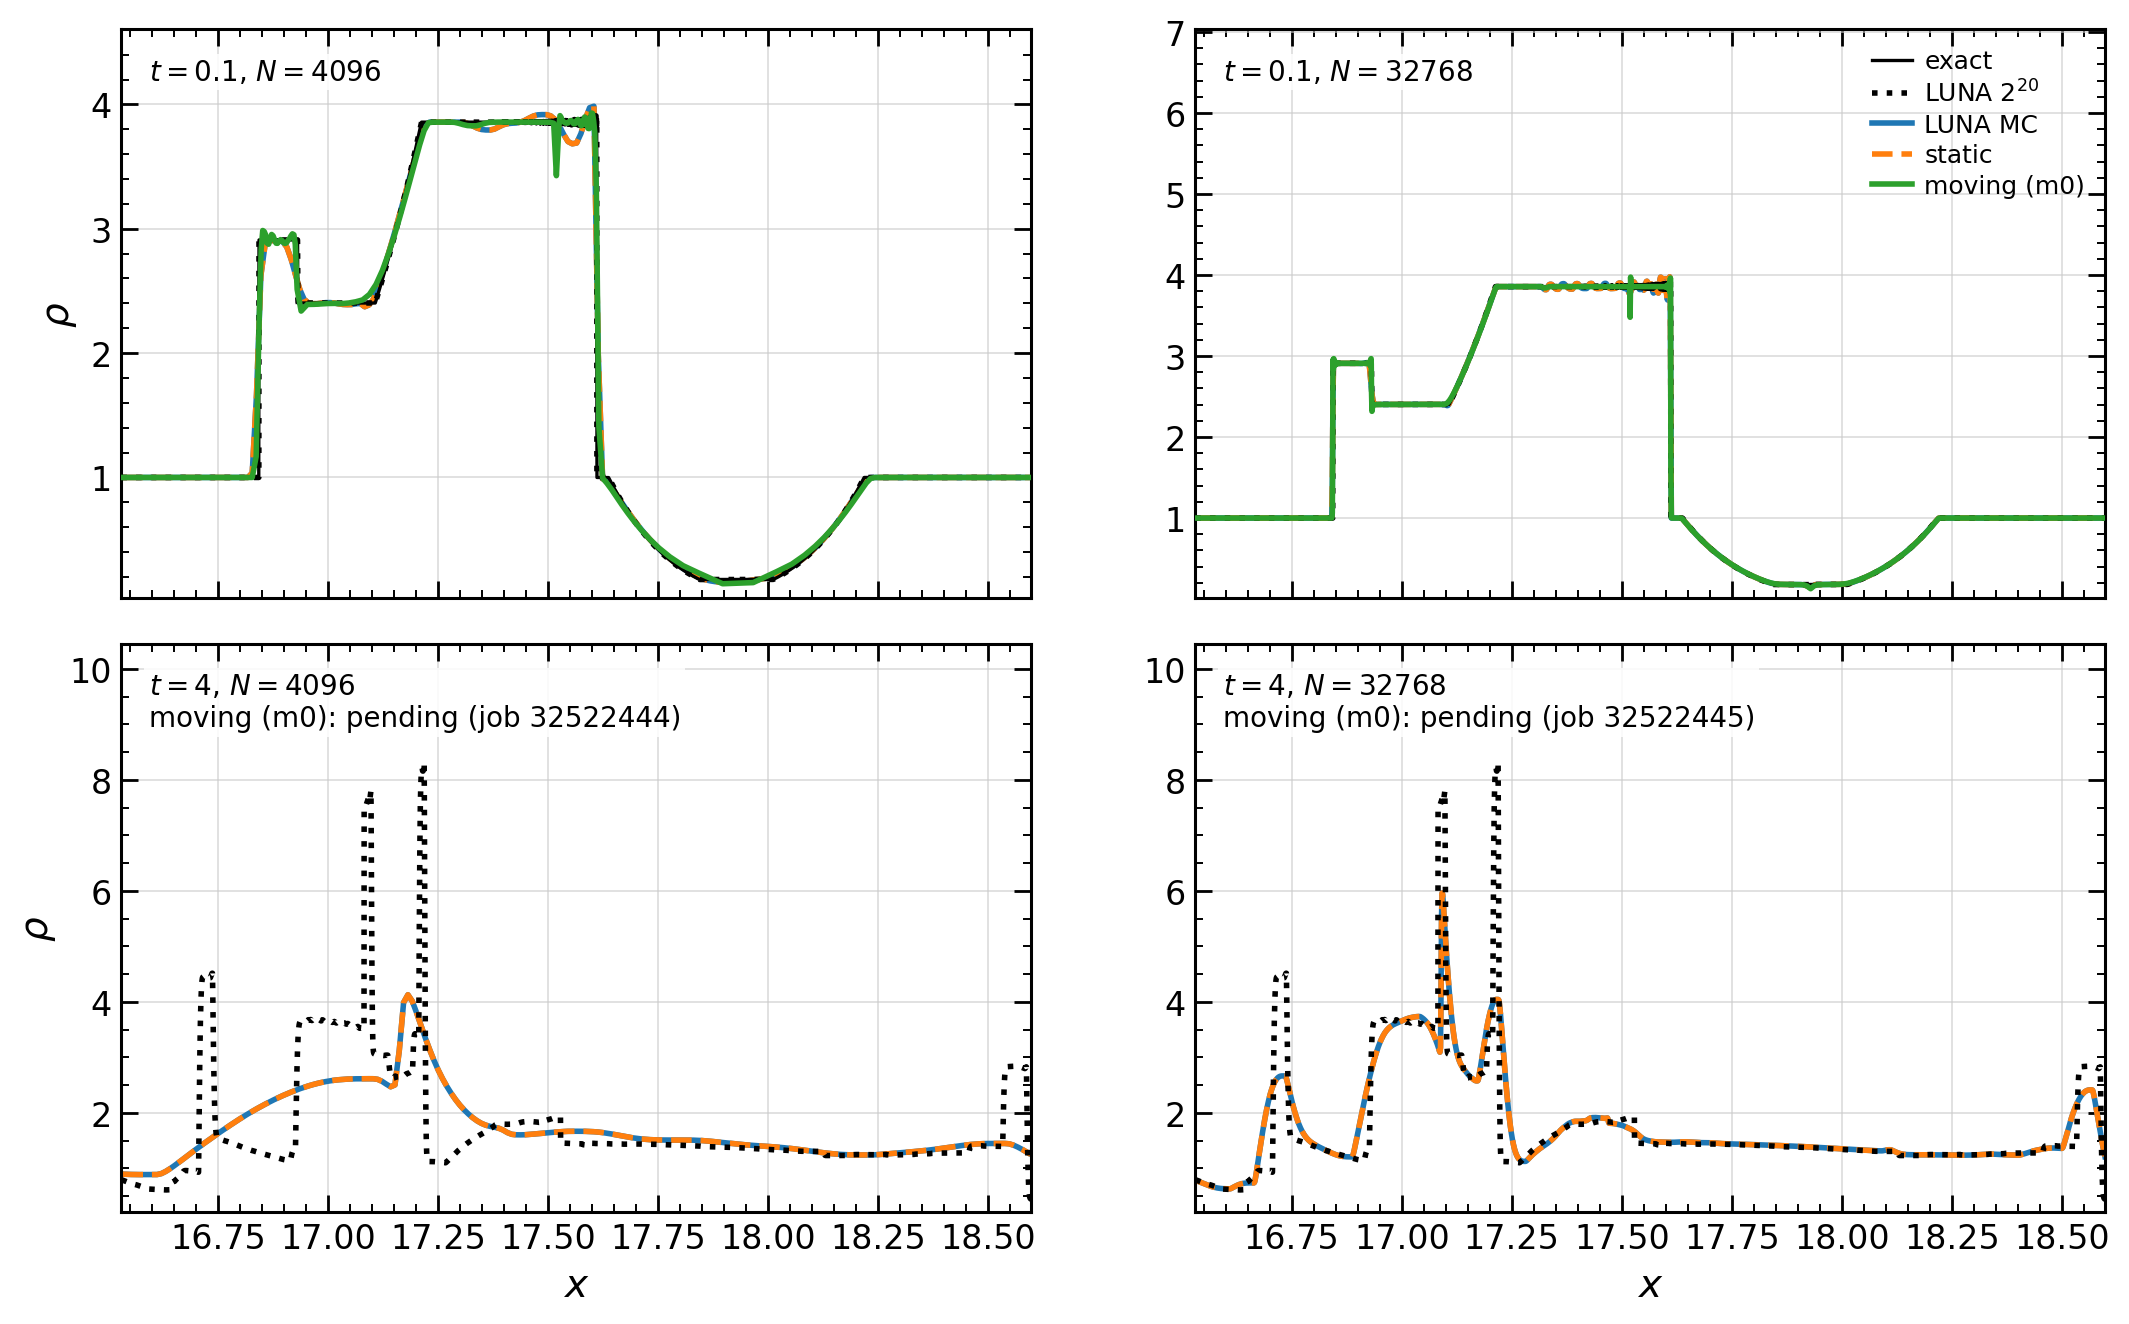 t = 0.1, N = 4096
4
3
2
1
ρ
t = 0.1, N = 32768
exact
LUNA 2²⁰
LUNA MC
static
moving (m0)
7
6
5
4
3
2
1
t = 4, N = 4096
moving (m0): pending (job 32522444)
10
8
6
4
2
ρ
16.75 17.00 17.25 17.50 17.75 18.00 18.25 18.50
x
t = 4, N = 32768
moving (m0): pending (job 32522445)
10
8
6
4
2
16.75 17.00 17.25 17.50 17.75 18.00 18.25 18.50
x